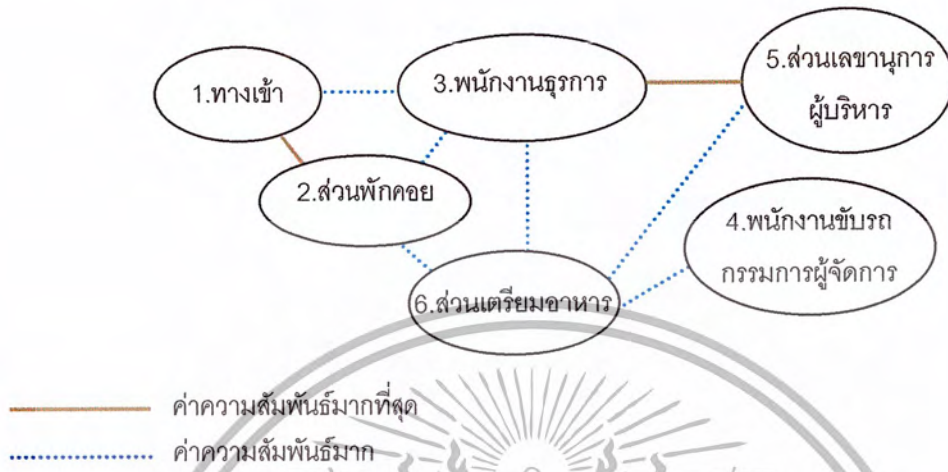 1.ทางเข้า
3.พนักงานธุรการ
5.ส่วนเลขานุการ
ผู้บริหาร
2.ส่วนพักคอย
4.พนักงานขับรถ
กรรมการผู้จัดการ
6.ส่วนเตรียมอาหาร
ค่าความสัมพันธ์มากที่สุด
ค่าความสัมพันธ์มาก